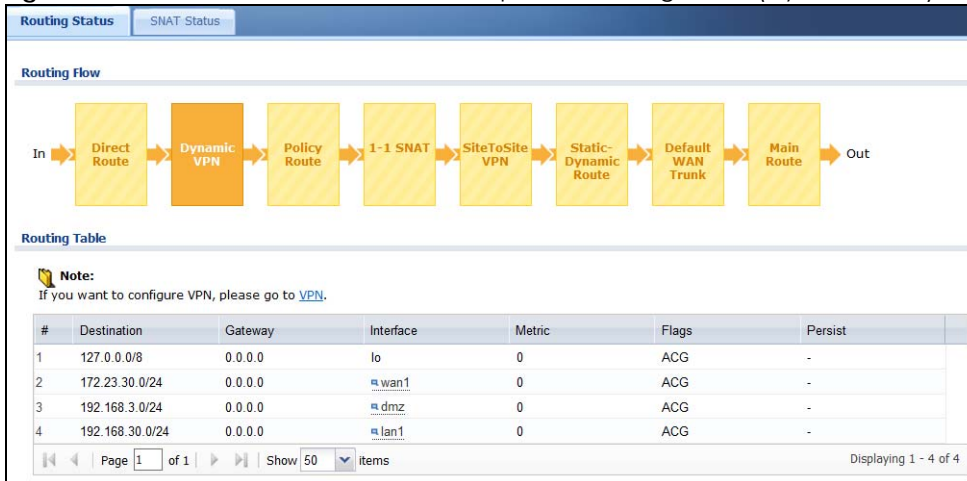 Routing Status SNAT Status
Routing Flow
In Direct Route Dynamic VPN Policy Route 1-1 SNAT SiteToSite VPN Static-Dynamic Route Default WAN Trunk Main Route Out
Routing Table
Note:
If you want to configure VPN, please go to VPN.
# Destination Gateway Interface Metric Flags Persist
1 127.0.0.0/8 0.0.0.0 lo 0 ACG -
2 172.23.30.0/24 0.0.0.0 wan1 0 ACG -
3 192.168.3.0/24 0.0.0.0 dmz 0 ACG -
4 192.168.30.0/24 0.0.0.0 lan1 0 ACG -
Page 1 of 1 Show 50 items Displaying 1 - 4 of 4